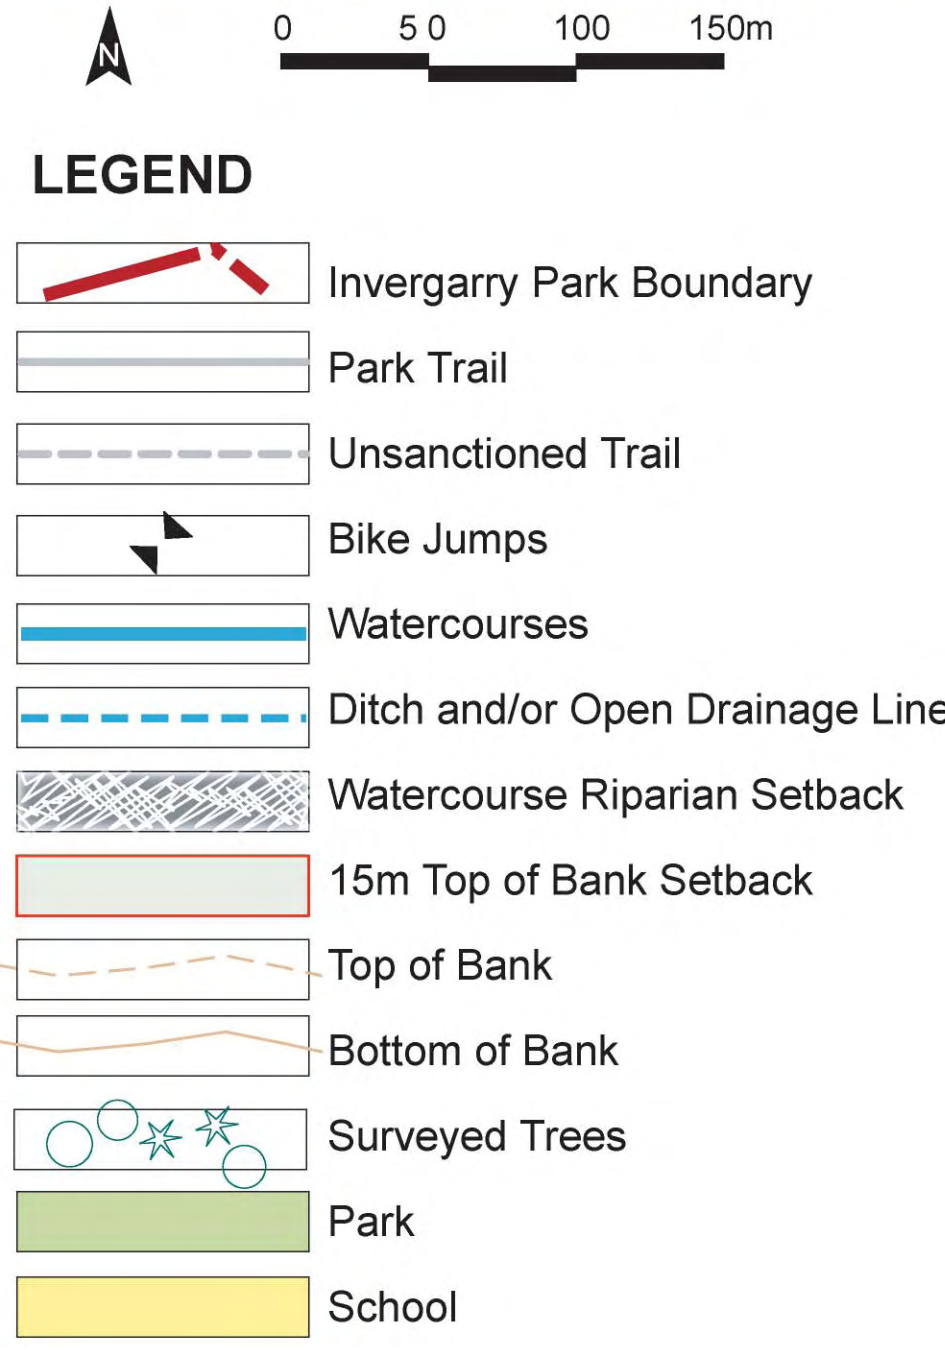 N
0 50 100 150m
LEGEND
Invergarry Park Boundary
Park Trail
Unsanctioned Trail
Bike Jumps
Watercourses
Ditch and/or Open Drainage Line
Watercourse Riparian Setback
15m Top of Bank Setback
Top of Bank
Bottom of Bank
Surveyed Trees
Park
School